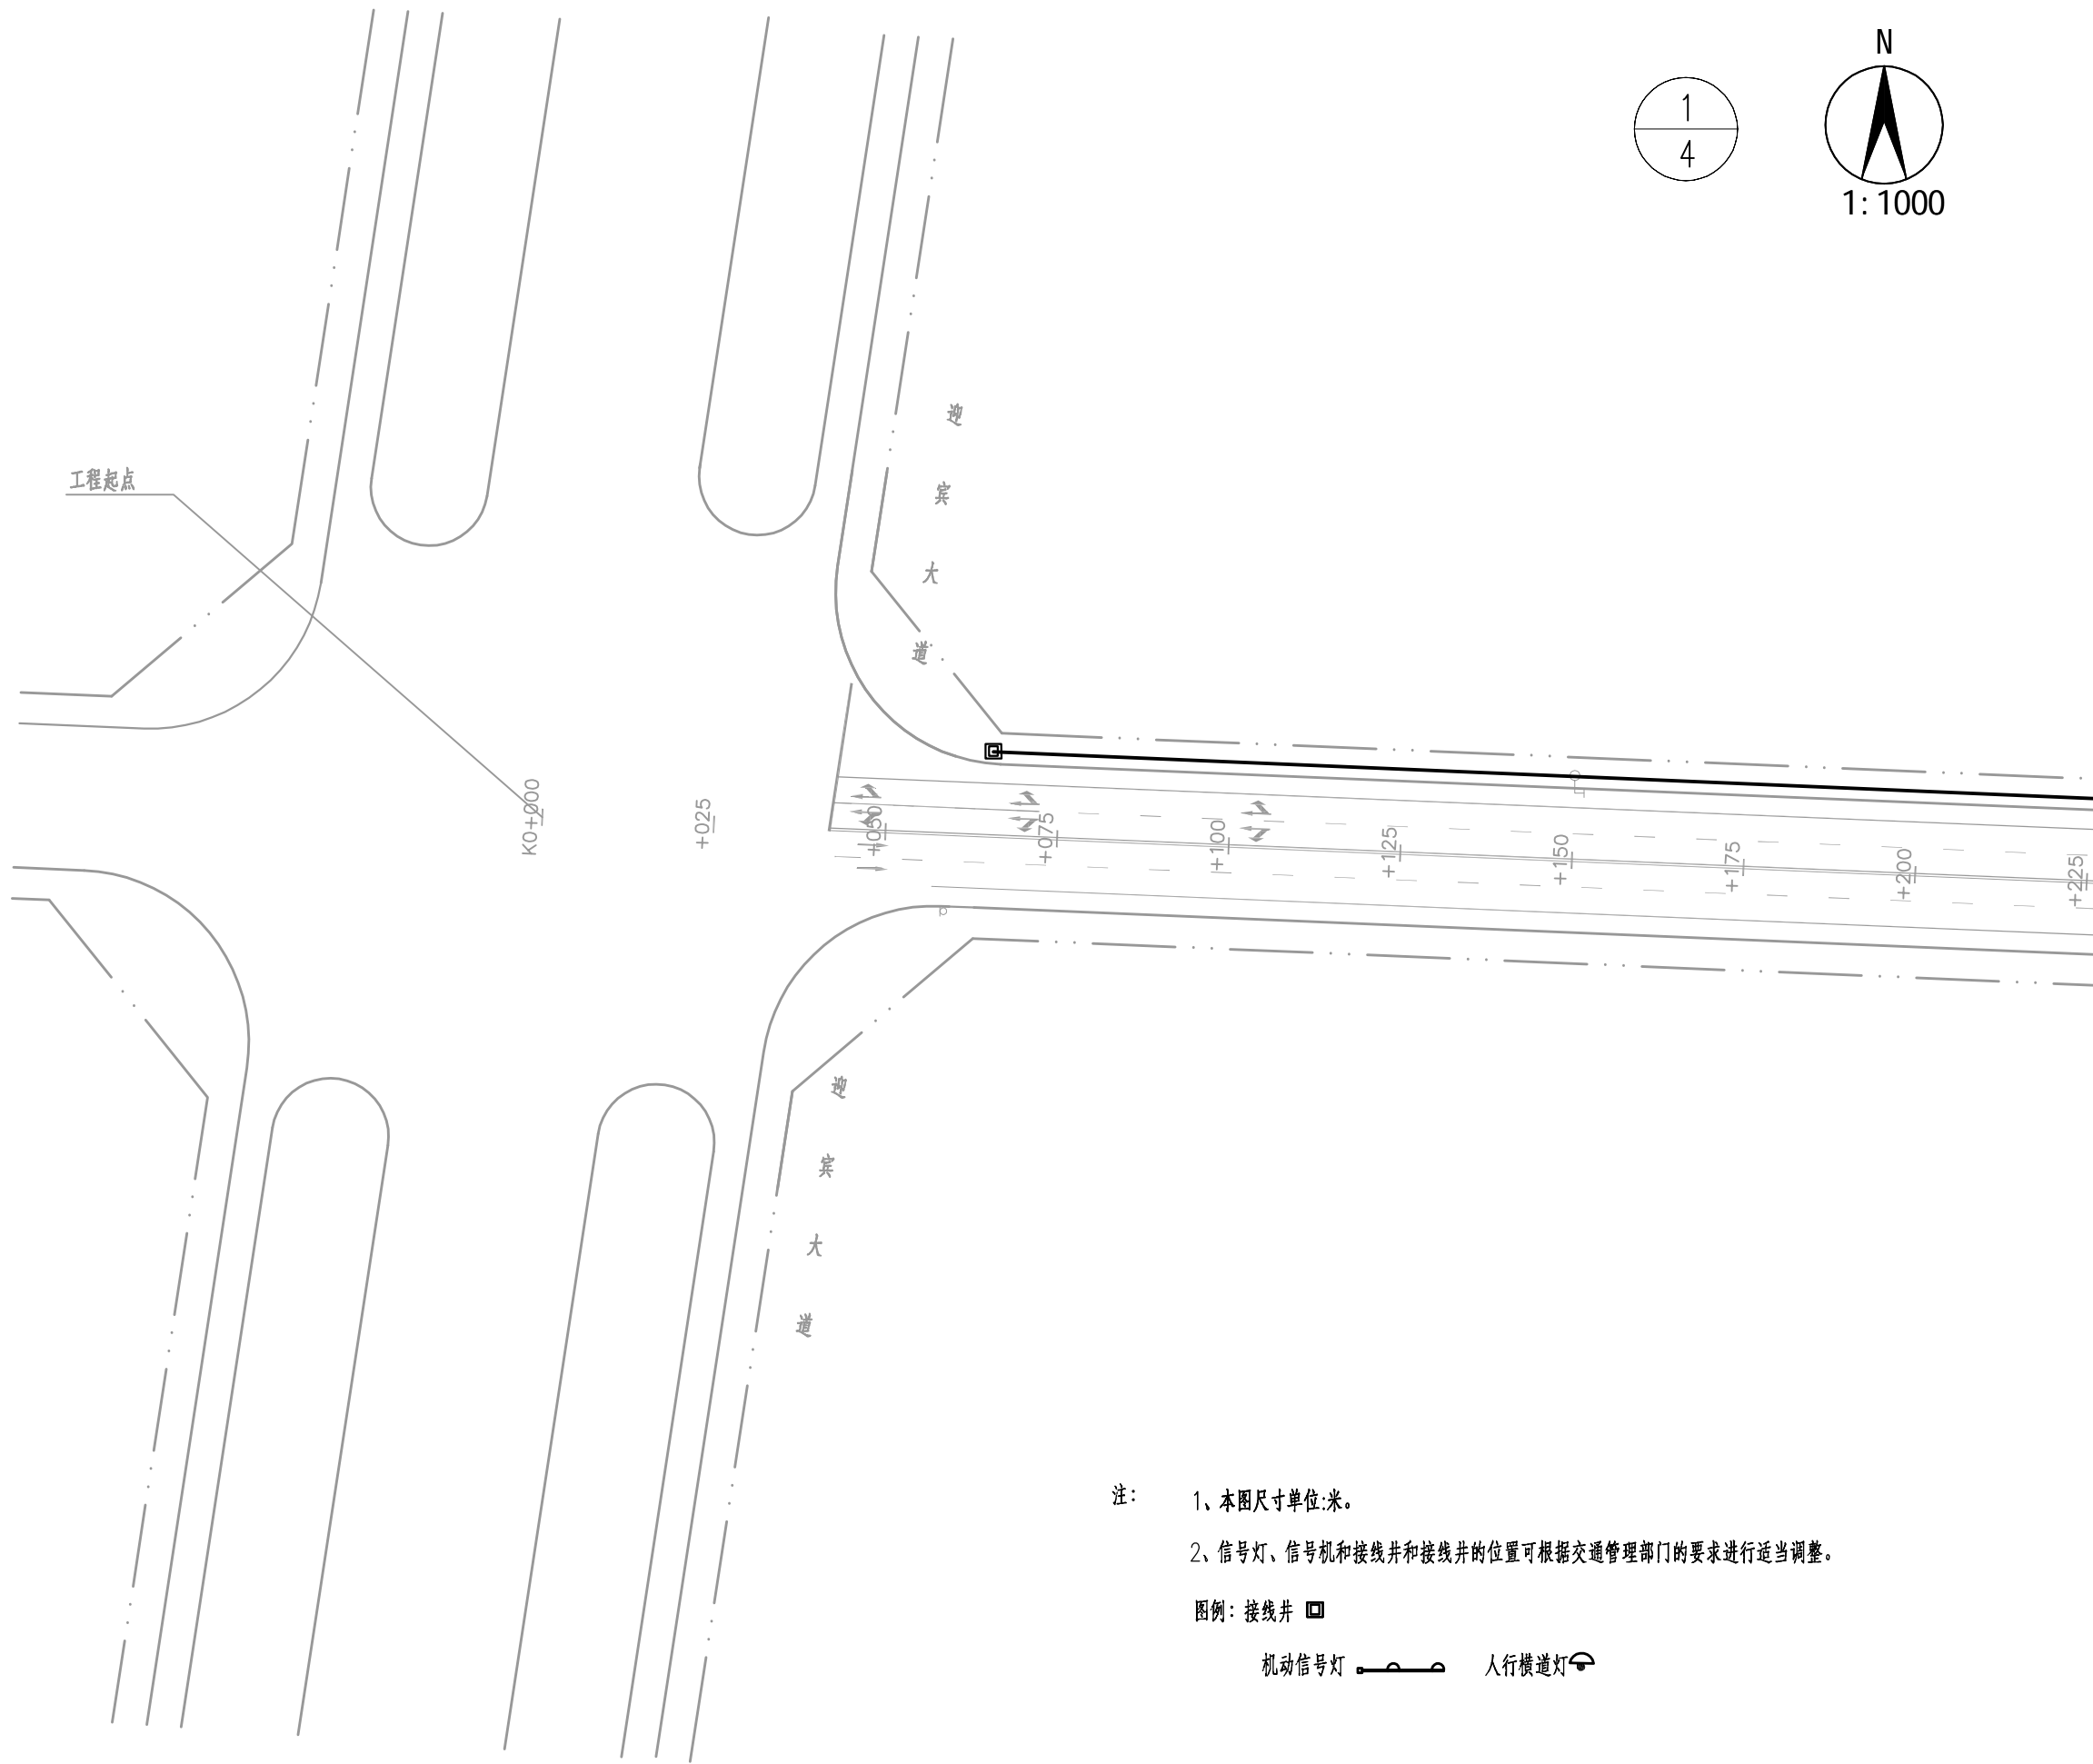 N
1
4
1:1000
迎宾大道
工程起点
K0+000
+025
+050
+075
+100
+125
+150
+175
+200
+225
迎宾大道
注：
1、本图尺寸单位:米。
2、信号灯、信号机和接线井和接线井的位置可根据交通管理部门的要求进行适当调整。
图例：接线井
机动信号灯 人行横道灯